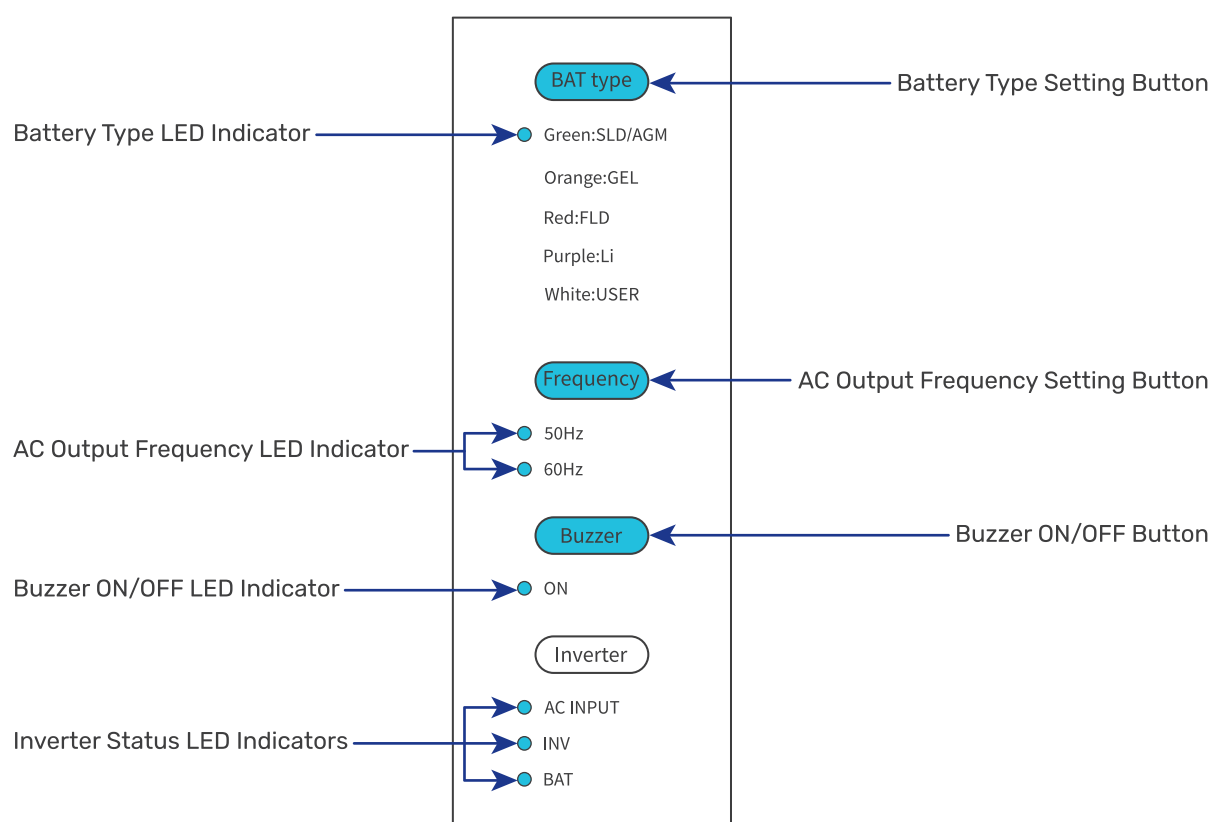 BAT type
Battery Type Setting Button
Battery Type LED Indicator
Green:SLD/AGM
Orange:GEL
Red:FLD
Purple:Li
White:USER
Frequency
AC Output Frequency Setting Button
AC Output Frequency LED Indicator
50Hz
60Hz
Buzzer
Buzzer ON/OFF Button
Buzzer ON/OFF LED Indicator
ON
Inverter
AC INPUT
Inverter Status LED Indicators
INV
BAT